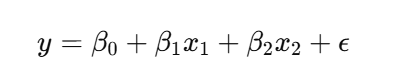 y = β₀ + β₁x₁ + β₂x₂ + ϵ